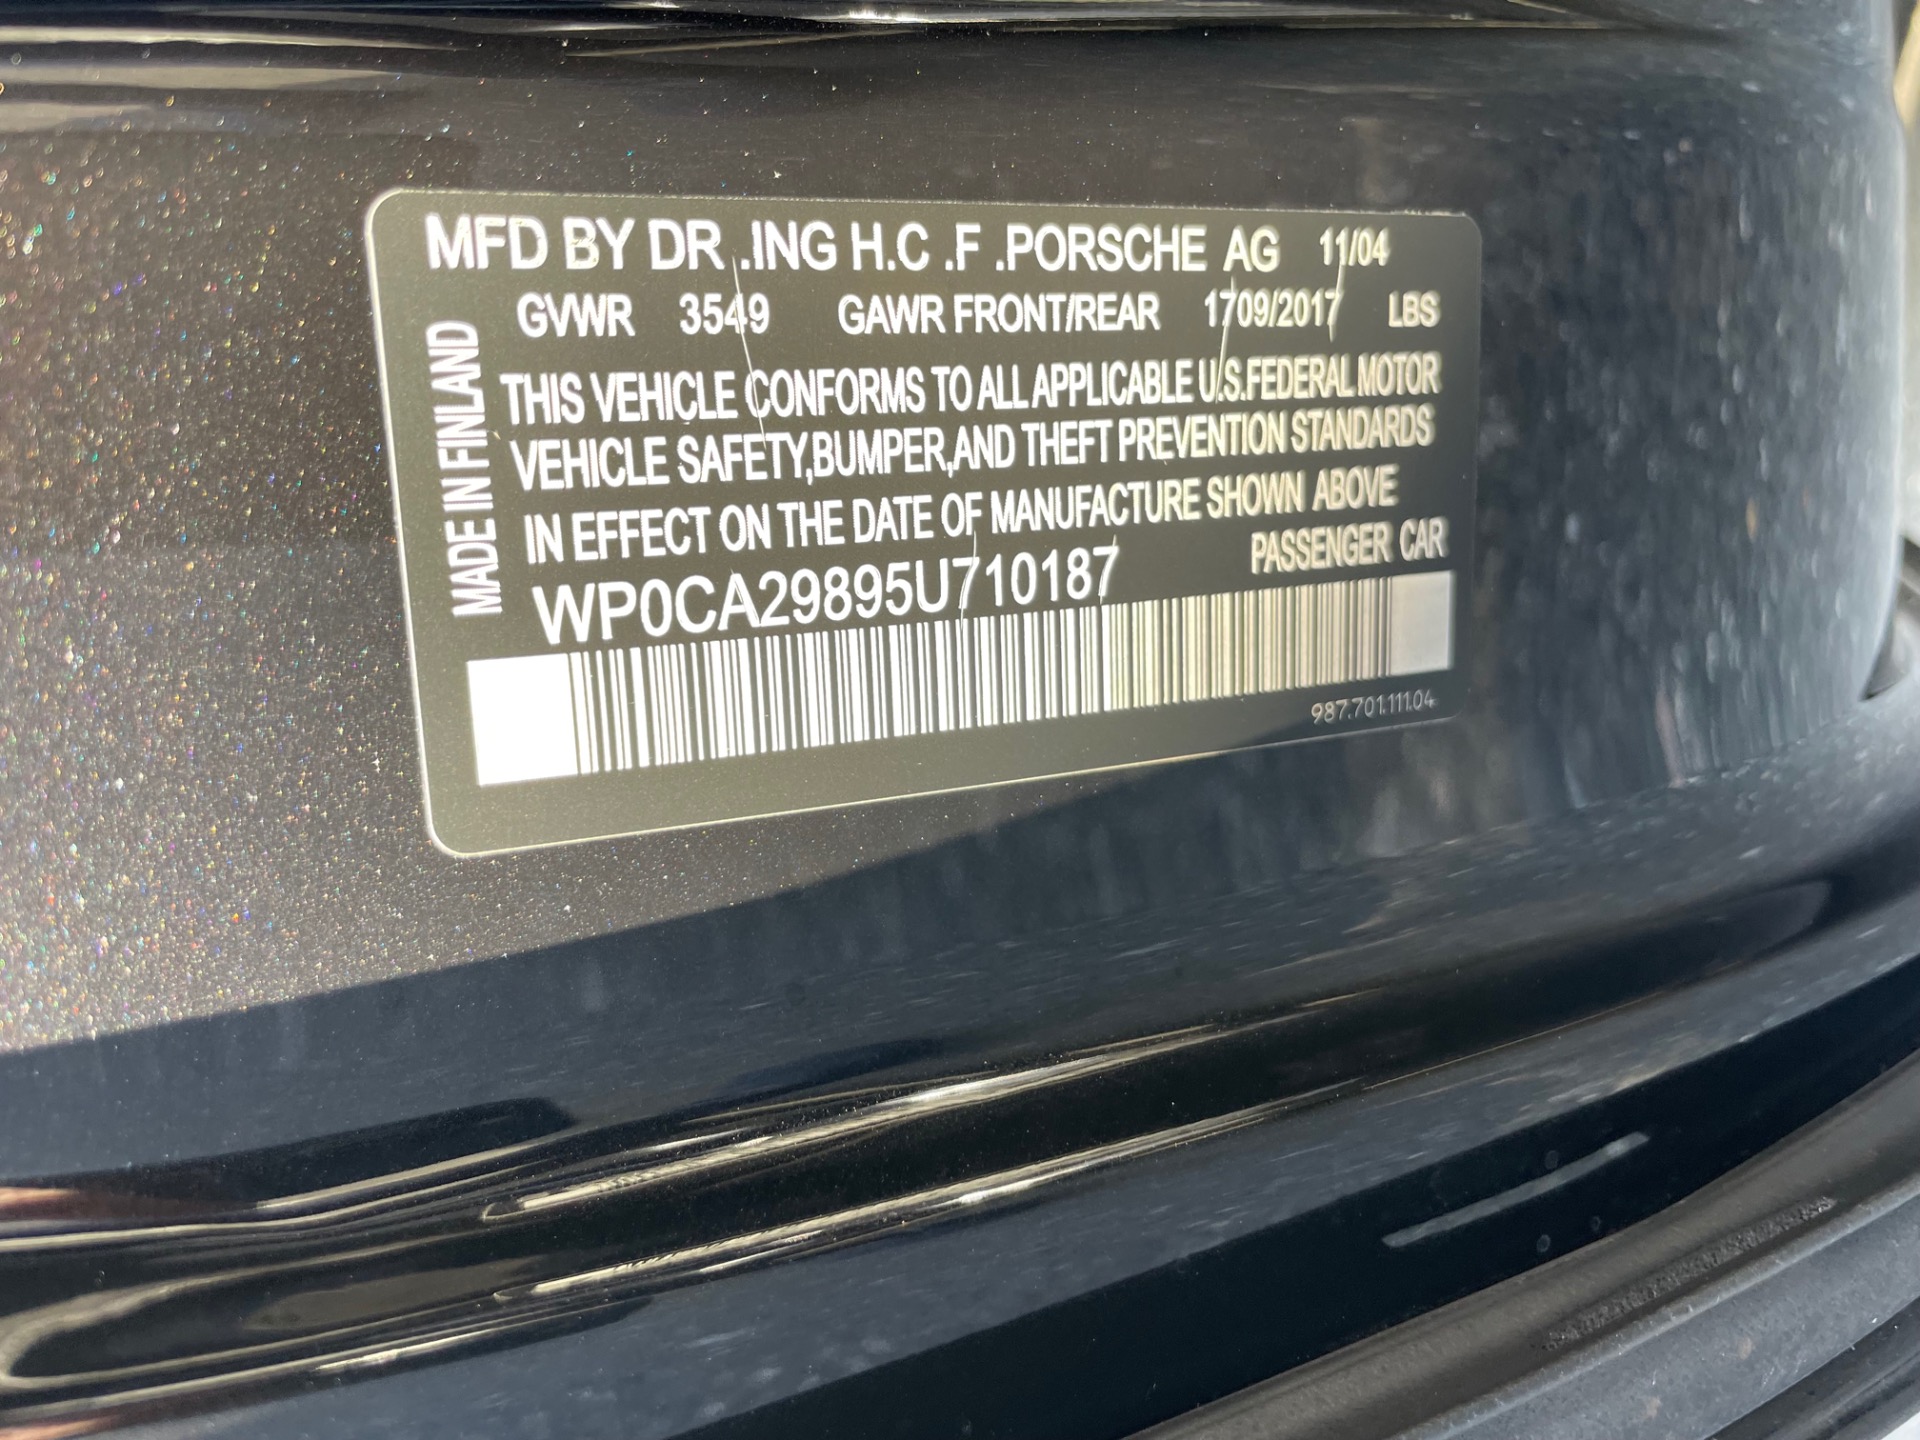 MFD BY DR .ING H.C .F .PORSCHE AG 11/04
GVWR 3549 GAWR FRONT/REAR 1709/2017 LBS
MADE IN FINLAND
THIS VEHICLE CONFORMS TO ALL APPLICABLE U.S.FEDERAL MOTOR
VEHICLE SAFETY,BUMPER,AND THEFT PREVENTION STANDARDS
IN EFFECT ON THE DATE OF MANUFACTURE SHOWN ABOVE
WP0CA29895U710187 PASSENGER CAR
987.701.111.04